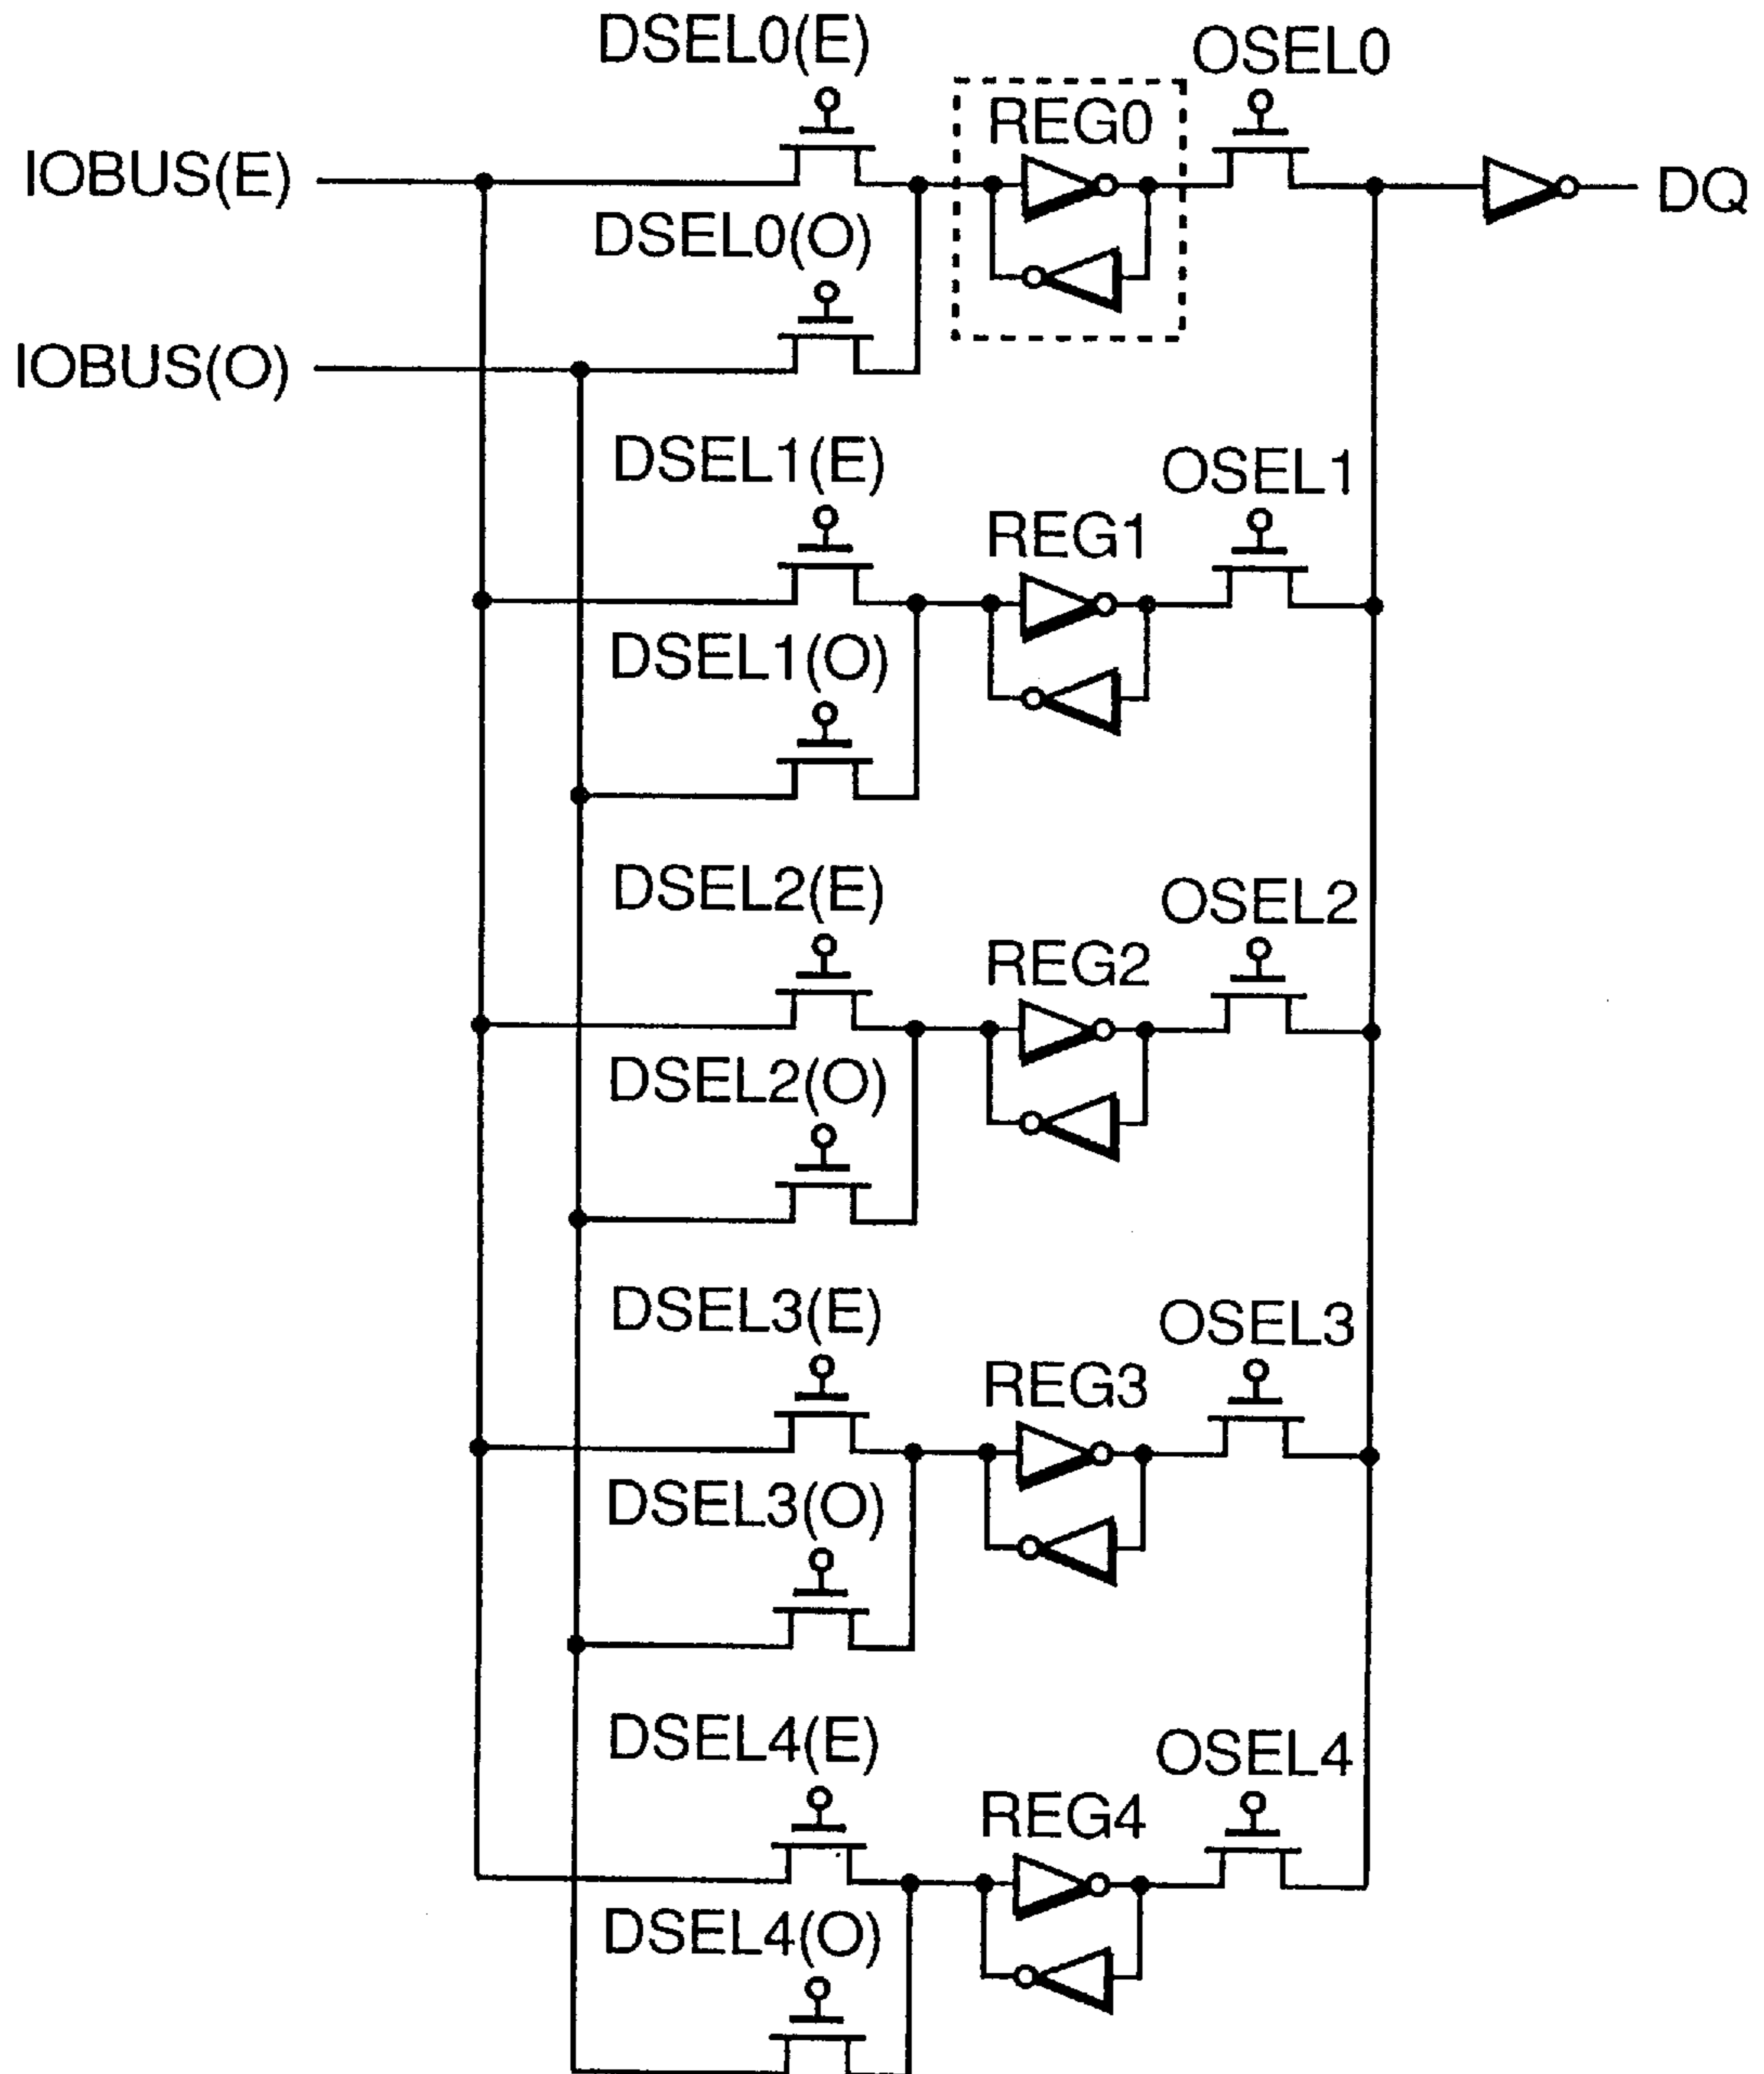 DSEL0(E)
OSEL0
REG0
IOBUS(E)
DQ
DSEL0(O)
IOBUS(O)
DSEL1(E)
OSEL1
REG1
DSEL1(O)
DSEL2(E)
OSEL2
REG2
DSEL2(O)
DSEL3(E)
OSEL3
REG3
DSEL3(O)
DSEL4(E)
OSEL4
REG4
DSEL4(O)